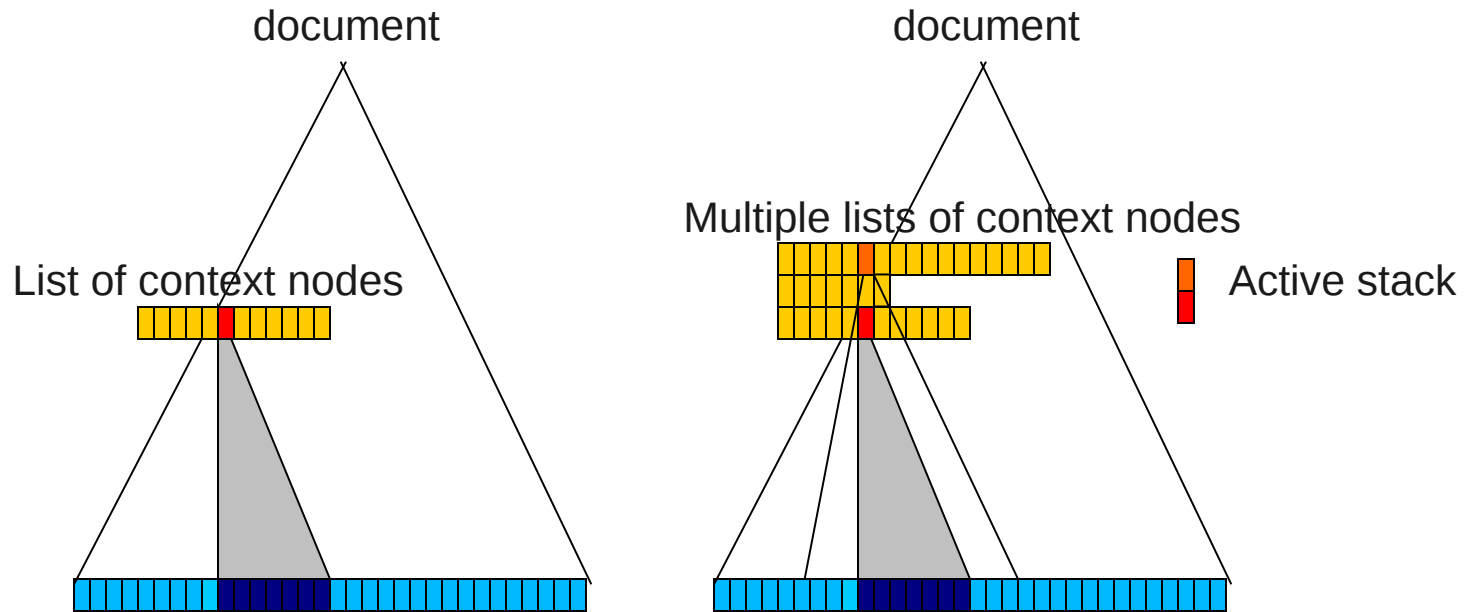 document
List of context nodes
document
Multiple lists of context nodes
Active stack